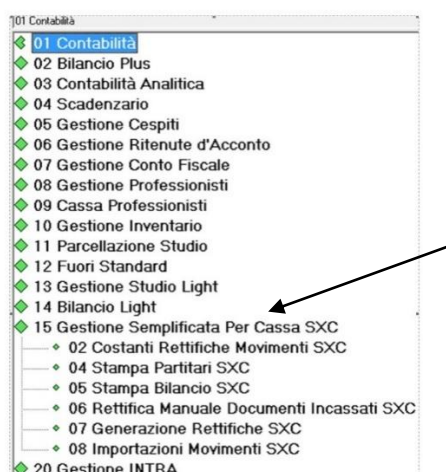 01 Contabilità
01 Contabilità
02 Bilancio Plus
03 Contabilità Analitica
04 Scadenzario
05 Gestione Cespiti
06 Gestione Ritenute d'Acconto
07 Gestione Conto Fiscale
08 Gestione Professionisti
09 Cassa Professionisti
10 Gestione Inventario
11 Parcellazione Studio
12 Fuori Standard
13 Gestione Studio Light
14 Bilancio Light
15 Gestione Semplificata Per Cassa SXC
02 Costanti Rettifiche Movimenti SXC
04 Stampa Partitari SXC
05 Stampa Bilancio SXC
06 Rettifica Manuale Documenti Incassati SXC
07 Generazione Rettifiche SXC
08 Importazioni Movimenti SXC
20 Gestione INTRA